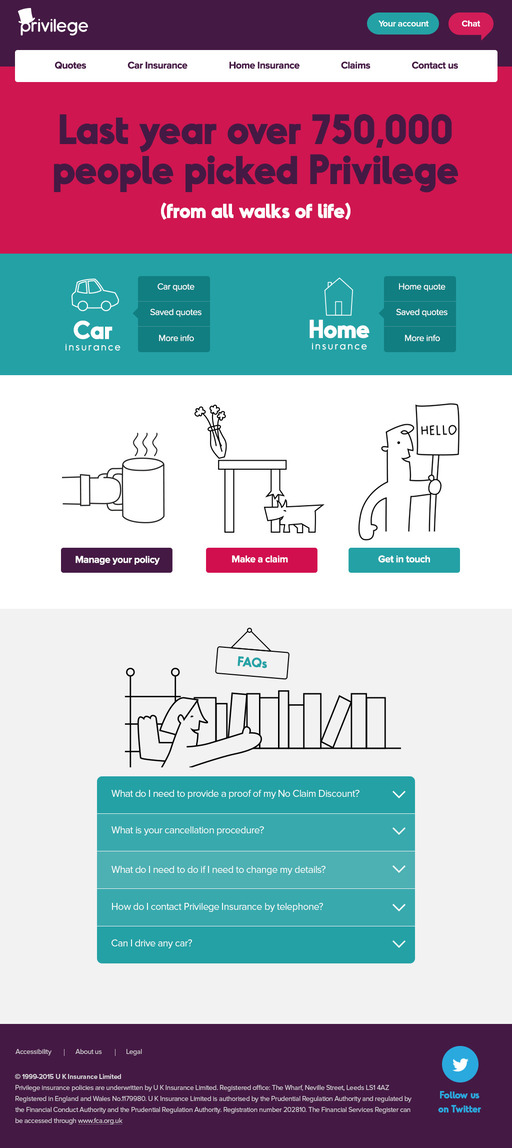 privilege
Your account
Chat
Quotes
Car Insurance
Home Insurance
Claims
Contact us
Last year over 750,000
people picked Privilege
(from all walks of life)
Car
insurance
Car quote
Saved quotes
More info
Home
insurance
Home quote
Saved quotes
More info
HELLO
Manage your policy
Make a claim
Get in touch
FAQs
What do I need to provide a proof of my No Claim Discount?
What is your cancellation procedure?
What do I need to do if I need to change my details?
How do I contact Privilege Insurance by telephone?
Can I drive any car?
Accessibility | About us | Legal
© 1999-2015 U K Insurance Limited
Privilege insurance policies are underwritten by U K Insurance Limited. Registered office: The Wharf, Neville Street, Leeds LS1 4AZ
Registered in England and Wales No.1179980. U K Insurance Limited is authorised by the Prudential Regulation Authority and regulated by
the Financial Conduct Authority and the Prudential Regulation Authority. Registration number 202810. The Financial Services Register can
be accessed through www.fca.org.uk
Follow us
on Twitter